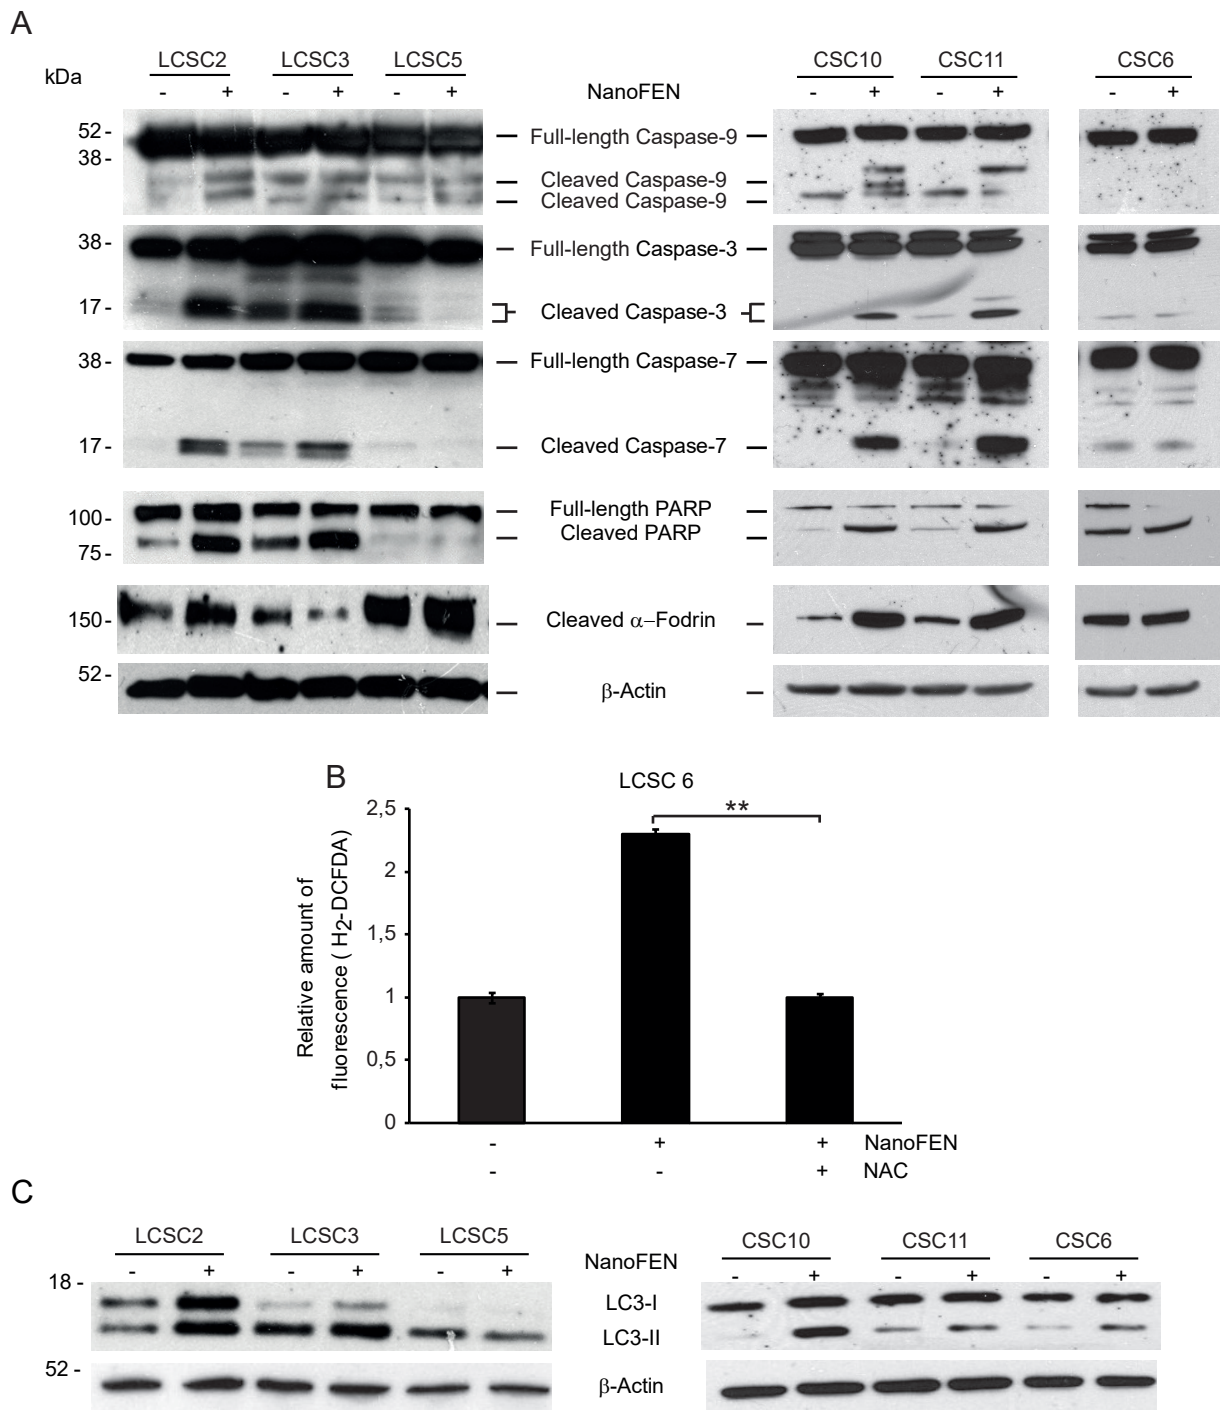 A
LCSC2 LCSC3 LCSC5 CSC10 CSC11 CSC6
kDa
- + - + - + NanoFEN - + - + - +
52 - Full-length Caspase-9
38 -
Cleaved Caspase-9
Cleaved Caspase-9
38 - Full-length Caspase-3
17 - Cleaved Caspase-3
38 - Full-length Caspase-7
17 - Cleaved Caspase-7
Full-length PARP
100 -
Cleaved PARP
75 -
150 - Cleaved α–Fodrin
52 -
β-Actin
B
LCSC 6
**
2,5
2
1,5
1
0,5
0
Relative amount of
fluorescence ( H2-DCFDA)
- + + NanoFEN
- - + NAC
C
LCSC2 LCSC3 LCSC5 CSC10 CSC11 CSC6
- + - + - + NanoFEN - + - + - +
18 -
LC3-I
LC3-II
52 -
β-Actin